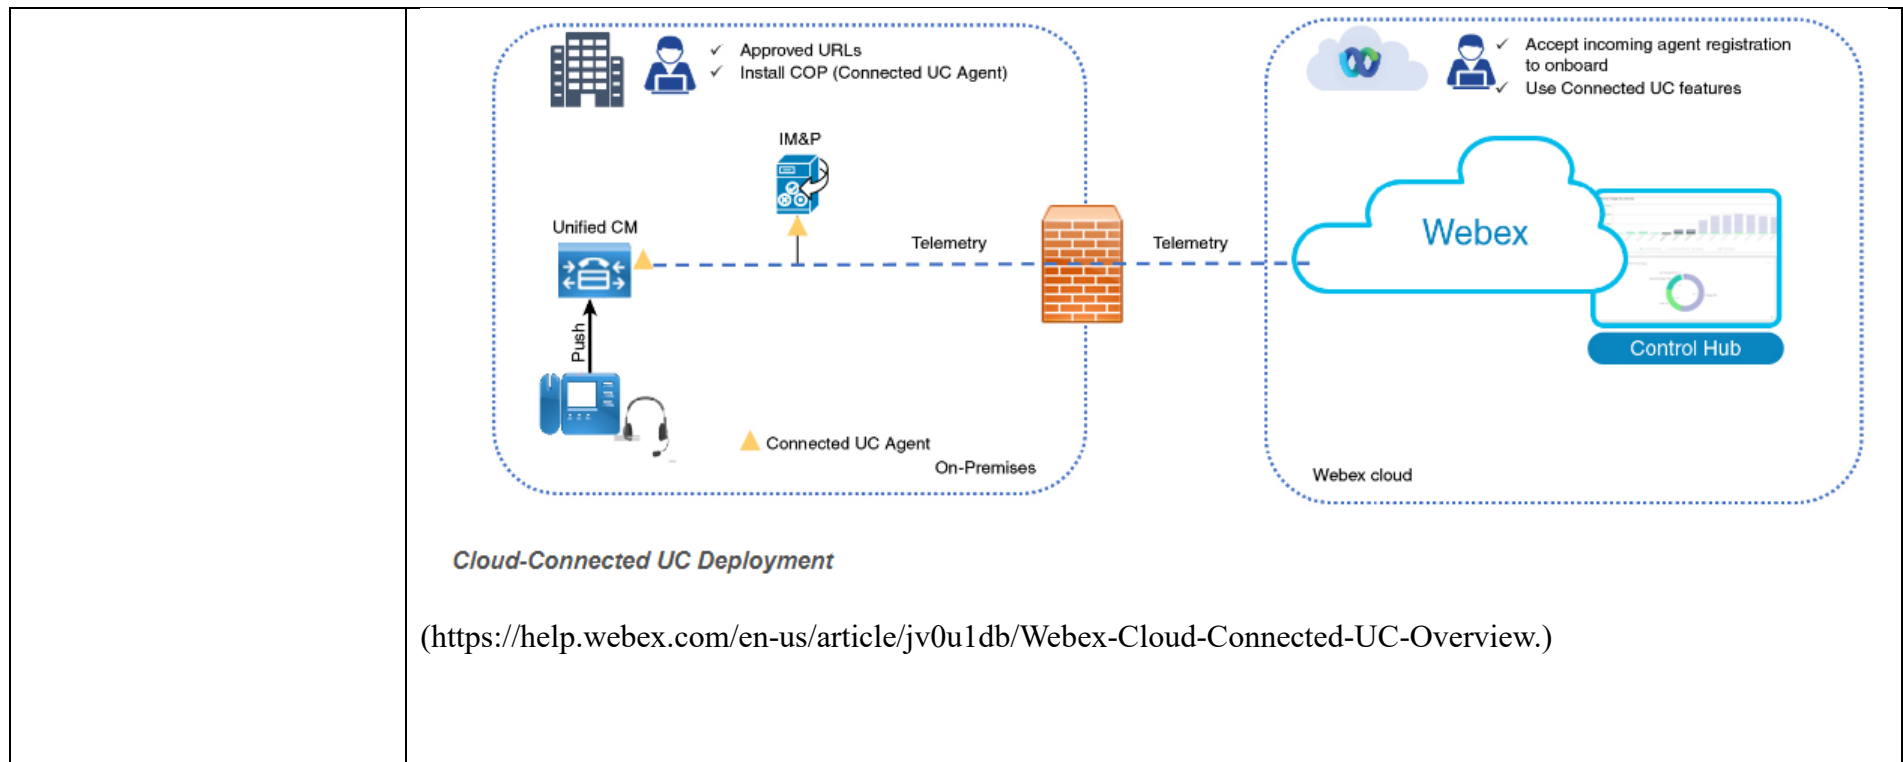 ✓ Approved URLs
✓ Install COP (Connected UC Agent)
IM&P
Unified CM
Telemetry
Push
Connected UC Agent
On-Premises
Telemetry
✓ Accept incoming agent registration
to onboard
✓ Use Connected UC features
Webex
Control Hub
Webex cloud
Cloud-Connected UC Deployment
(https://help.webex.com/en-us/article/jv0u1db/Webex-Cloud-Connected-UC-Overview.)